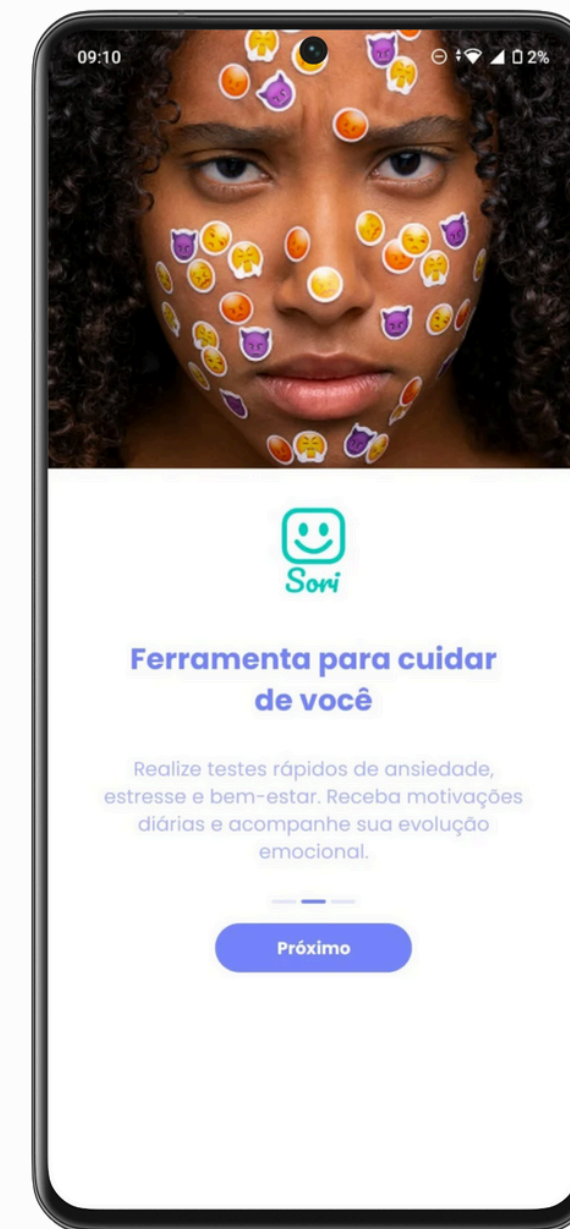 09:10
2%
Sori
Ferramenta para cuidar
de você
Realize testes rápidos de ansiedade,
estresse e bem-estar. Receba motivações
diárias e acompanhe sua evolução
emocional.
Próximo